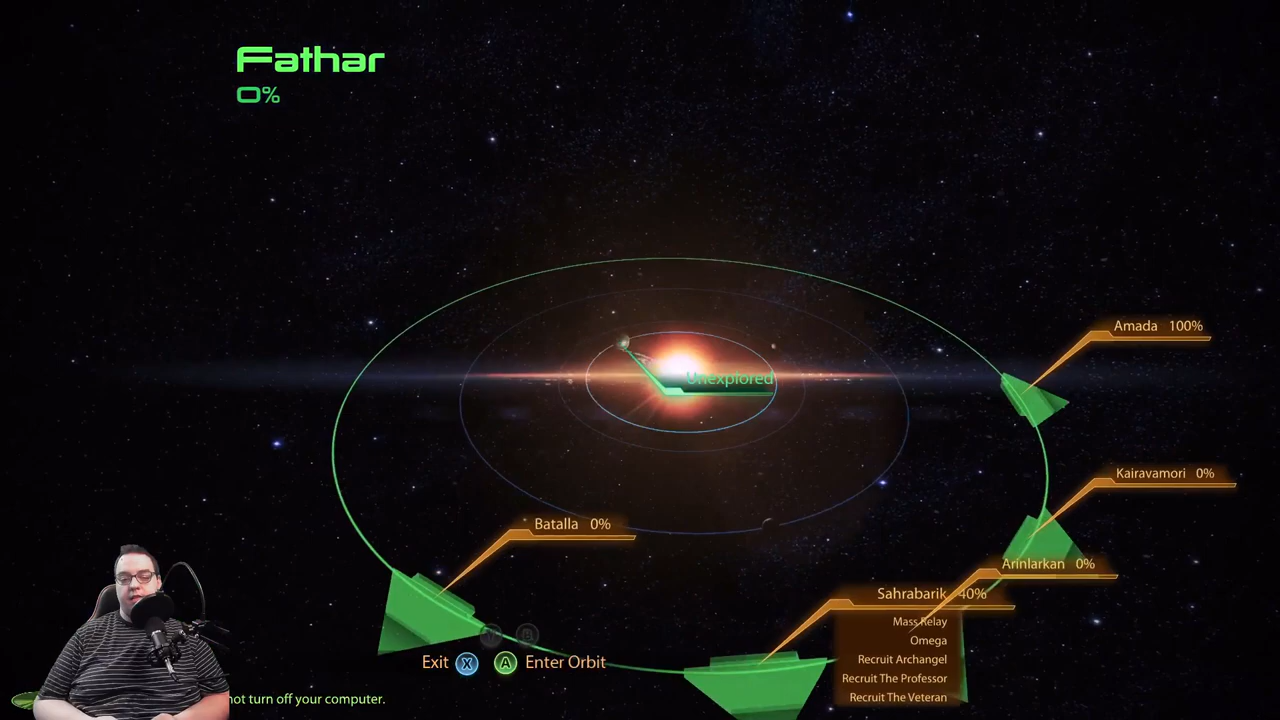 Fathar
0%
Amada 100%
Unexplored
Kairavamori 0%
Batalla 0%
Arinlarkan 0%
Sahrabarik 40%
Mass Relay
Omega
Recruit Archangel
Recruit The Professor
Recruit The Veteran
Exit X A Enter Orbit
not turn off your computer.